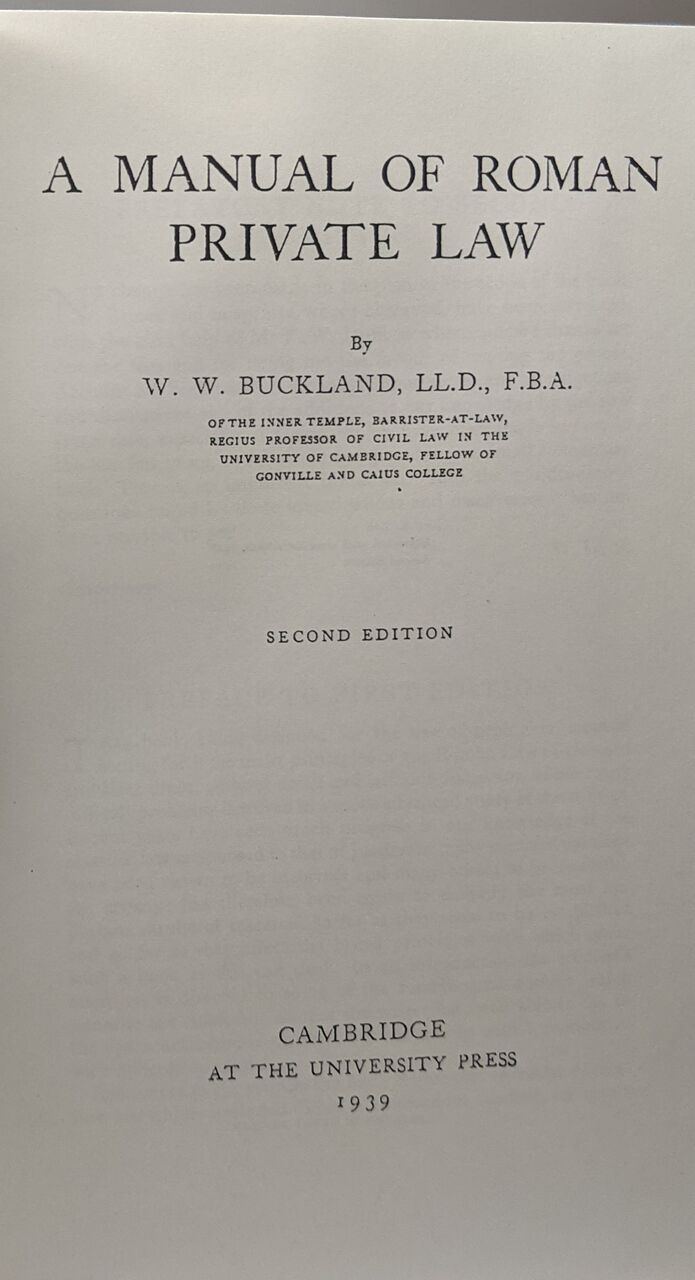 A MANUAL OF ROMAN
PRIVATE LAW
By
W. W. BUCKLAND, LL.D., F.B.A.
OF THE INNER TEMPLE, BARRISTER-AT-LAW,
REGIUS PROFESSOR OF CIVIL LAW IN THE
UNIVERSITY OF CAMBRIDGE, FELLOW OF
GONVILLE AND CAIUS COLLEGE
SECOND EDITION
CAMBRIDGE
AT THE UNIVERSITY PRESS
1939